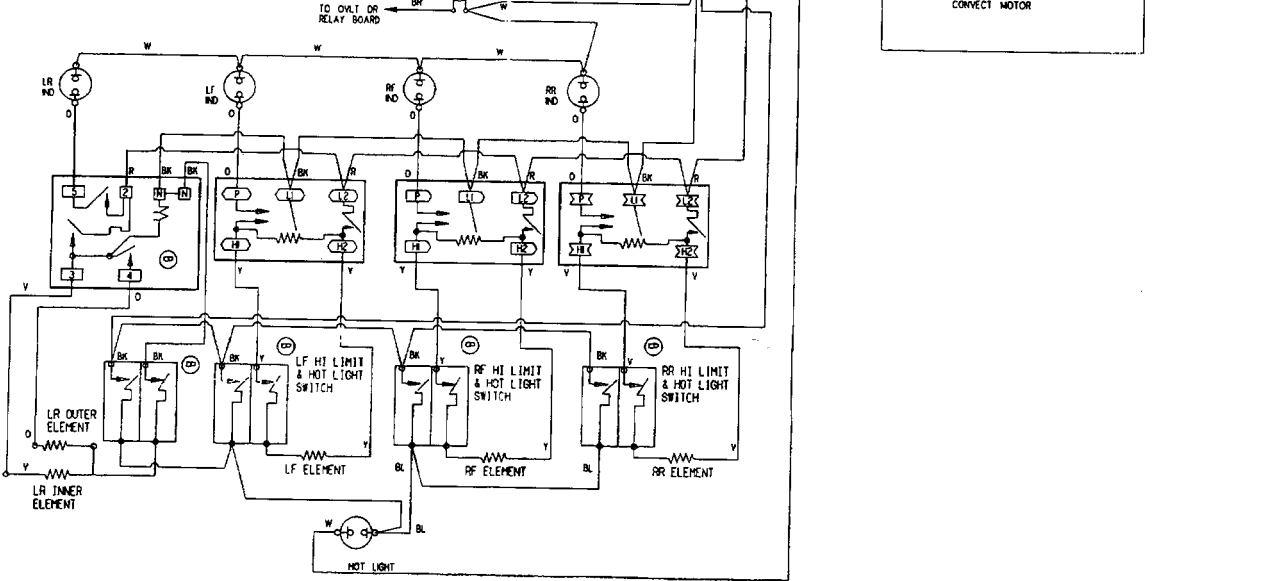 BR
TO OVLT OR
RELAY BOARD
W
CONVECT MOTOR
W
W
W
LR
IND
LF
IND
RF
IND
RR
IND
O
O
O
O
R
BK
BK
O
BK
R
O
BK
R
O
BK
R
5
2
N
N
P
L1
L2
P
L1
L2
P
L1
L2
H1
H2
H1
H2
H1
H2
3
4
V
O
Y
Y
Y
Y
V
V
BK
BK
BK
Y
LF HI LIMIT
& HOT LIGHT
SWITCH
BK
Y
RF HI LIMIT
& HOT LIGHT
SWITCH
BK
V
RR HI LIMIT
& HOT LIGHT
SWITCH
LR OUTER
ELEMENT
O
Y
Y
Y
V
LR INNER
ELEMENT
LF ELEMENT
BL
RF ELEMENT
BL
RR ELEMENT
W
BL
HOT LIGHT